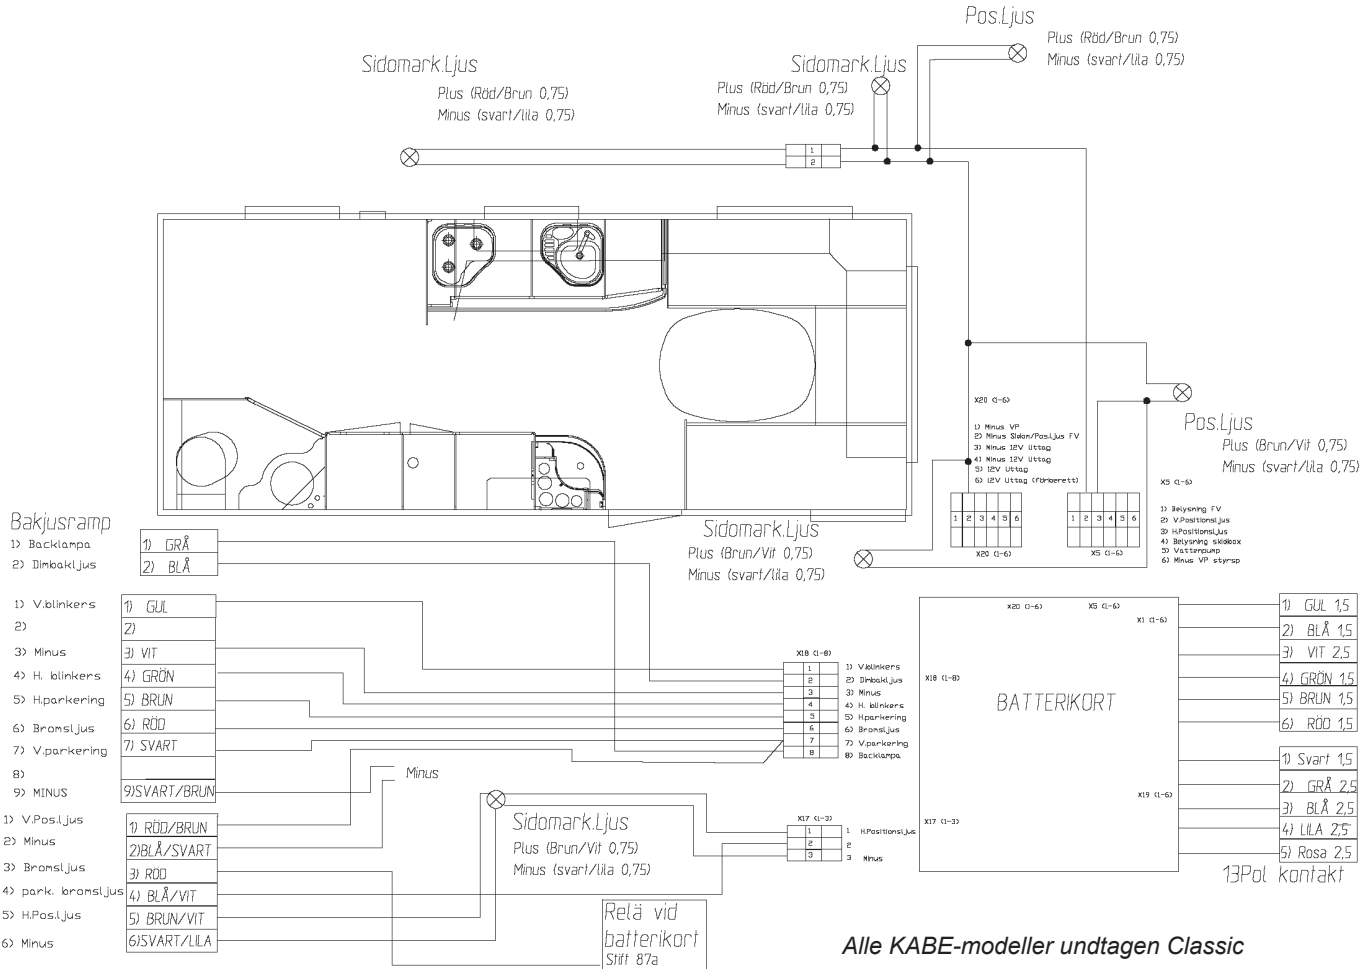 Pos.Ljus
Plus (Röd/Brun 0,75)
Minus (svart/lila 0,75)
Sidomark.Ljus
Plus (Röd/Brun 0,75)
Minus (svart/lila 0,75)
Sidomark.Ljus
Plus (Röd/Brun 0,75)
Minus (svart/lila 0,75)
1
2
X20 (1-6)
1) Minus VP
2) Minus Sidom/Pos.Ljus FV
3) Minus 12V Uttag
4) Minus 12V Uttag
5) 12V Uttag
6) 12V Uttag (förberett)
1 2 3 4 5 6
X20 (1-6)
1 2 3 4 5 6
X5 (1-6)
Pos.Ljus
Plus (Brun/Vit 0,75)
Minus (svart/lila 0,75)
X5 (1-6)
1) Belysning FV
2) V.Positionsljus
3) H.Positionsljus
4) Belysning skidbox
5) Vattenpump
6) Minus VP styrsp
Sidomark.Ljus
Plus (Brun/Vit 0,75)
Minus (svart/lila 0,75)
Bakjusramp
1) Backlampa
2) Dimbakljus
1) GRÅ
2) BLÅ
1) V.blinkers
2)
3) Minus
4) H. blinkers
5) H.parkering
6) Bromsljus
7) V.parkering
8)
9) MINUS
1) GUL
2)
3) VIT
4) GRÖN
5) BRUN
6) RÖD
7) SVART
9)SVART/BRUN
Minus
1) V.Pos.Ljus
2) Minus
3) Bromsljus
4) park. bromsljus
5) H.Pos.Ljus
6) Minus
1) RÖD/BRUN
2)BLÅ/SVART
3) RÖD
4) BLÅ/VIT
5) BRUN/VIT
6)SVART/LILA
Sidomark.Ljus
Plus (Brun/Vit 0,75)
Minus (svart/lila 0,75)
Relä vid
batterikort
Stift 87a
X18 (1-8)
1
2
3
4
5
6
7
8
1) V.blinkers
2) Dimbakljus
3) Minus
4) H. blinkers
5) H.parkering
6) Bromsljus
7) V.parkering
8) Backlampa
X17 (1-3)
1
2
3
1 H.Positionsljus
2
3 Minus
X20 (1-6)
X5 (1-6)
X1 (1-6)
X18 (1-8)
BATTERIKORT
X19 (1-6)
X17 (1-3)
1) GUL 1,5
2) BLÅ 1,5
3) VIT 2,5
4) GRÖN 1,5
5) BRUN 1,5
6) RÖD 1,5
1) Svart 1,5
2) GRÅ 2,5
3) BLÅ 2,5
4) LILA 2,5
5) Rosa 2,5
13Pol kontakt
Alle KABE-modeller undtagen Classic